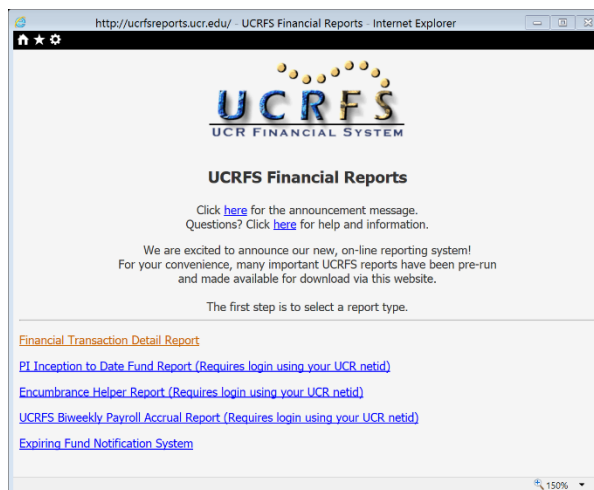 http://ucrfsreports.ucr.edu/ - UCRFS Financial Reports - Internet Explorer
UCRFS
UCR FINANCIAL SYSTEM
UCRFS Financial Reports
Click here for the announcement message.
Questions? Click here for help and information.
We are excited to announce our new, on-line reporting system!
For your convenience, many important UCRFS reports have been pre-run
and made available for download via this website.
The first step is to select a report type.
Financial Transaction Detail Report
PI Inception to Date Fund Report (Requires login using your UCR netid)
Encumbrance Helper Report (Requires login using your UCR netid)
UCRFS Biweekly Payroll Accrual Report (Requires login using your UCR netid)
Expiring Fund Notification System
150%